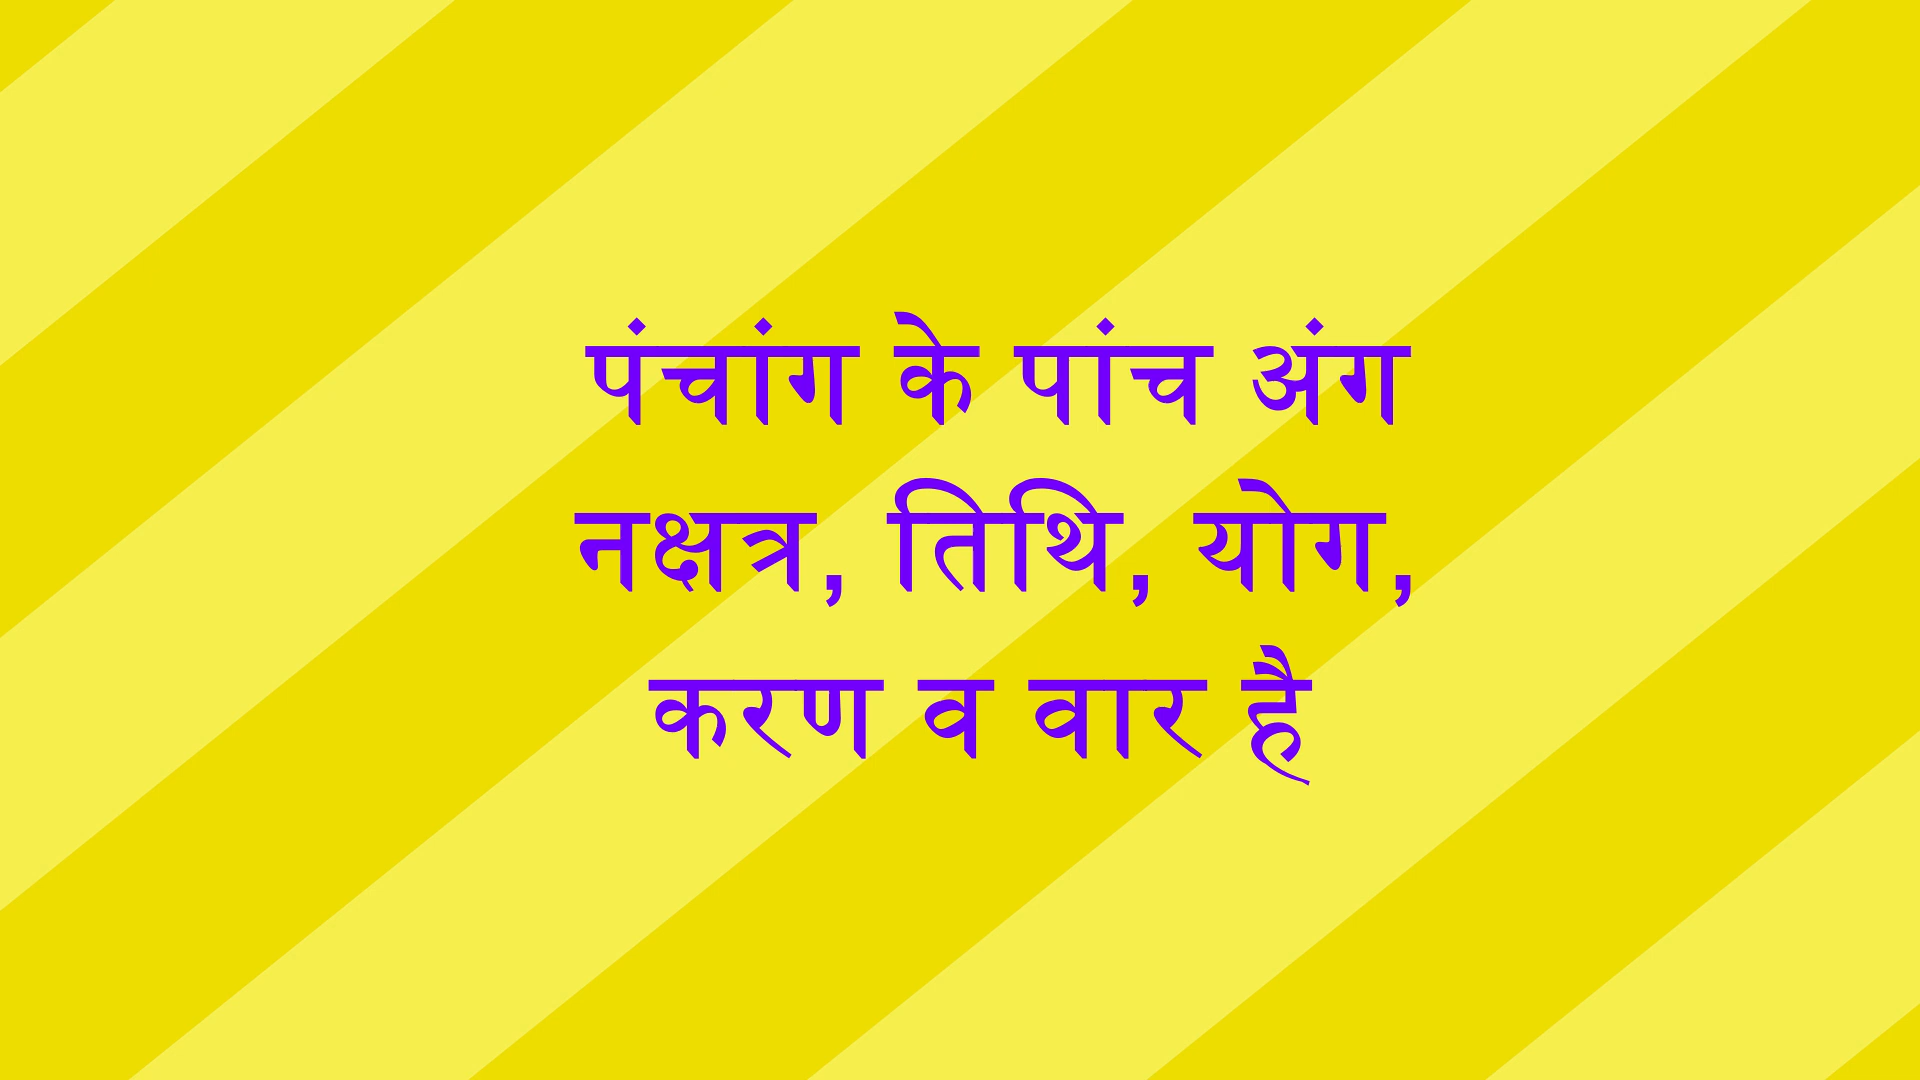 पंचांग के पांच अंग
नक्षत्र, तिथि, योग,
करण व वार है